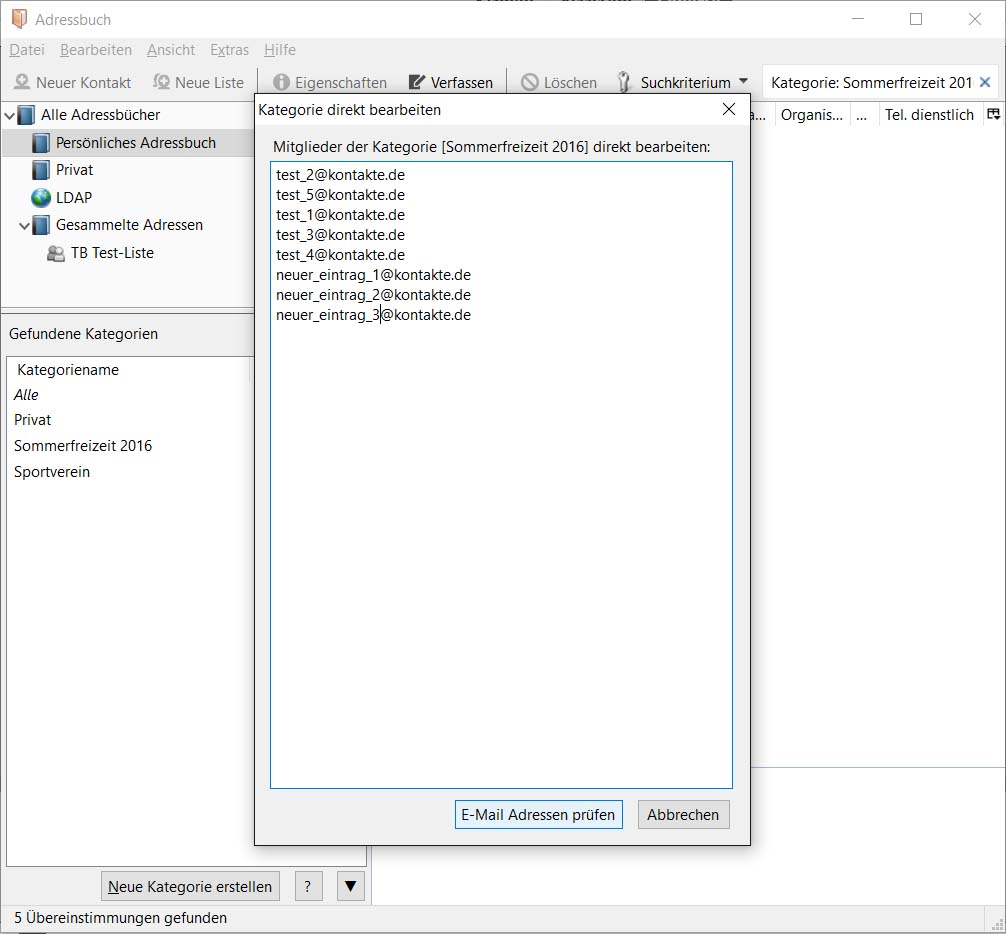 Adressbuch
Datei Bearbeiten Ansicht Extras Hilfe
Neuer Kontakt Neue Liste Eigenschaften Verfassen Löschen Suchkriterium Kategorie: Sommerfreizeit 201
Alle Adressbücher
Persönliches Adressbuch
Privat
LDAP
Gesammelte Adressen
TB Test-Liste
Gefundene Kategorien
Kategoriename
Alle
Privat
Sommerfreizeit 2016
Sportverein
Neue Kategorie erstellen ? ▼
Kategorie direkt bearbeiten
Mitglieder der Kategorie [Sommerfreizeit 2016] direkt bearbeiten:
test_2@kontakte.de
test_5@kontakte.de
test_1@kontakte.de
test_3@kontakte.de
test_4@kontakte.de
neuer_eintrag_1@kontakte.de
neuer_eintrag_2@kontakte.de
neuer_eintrag_3@kontakte.de
E-Mail Adressen prüfen Abbrechen
a... Organis... ... Tel. dienstlich
5 Übereinstimmungen gefunden